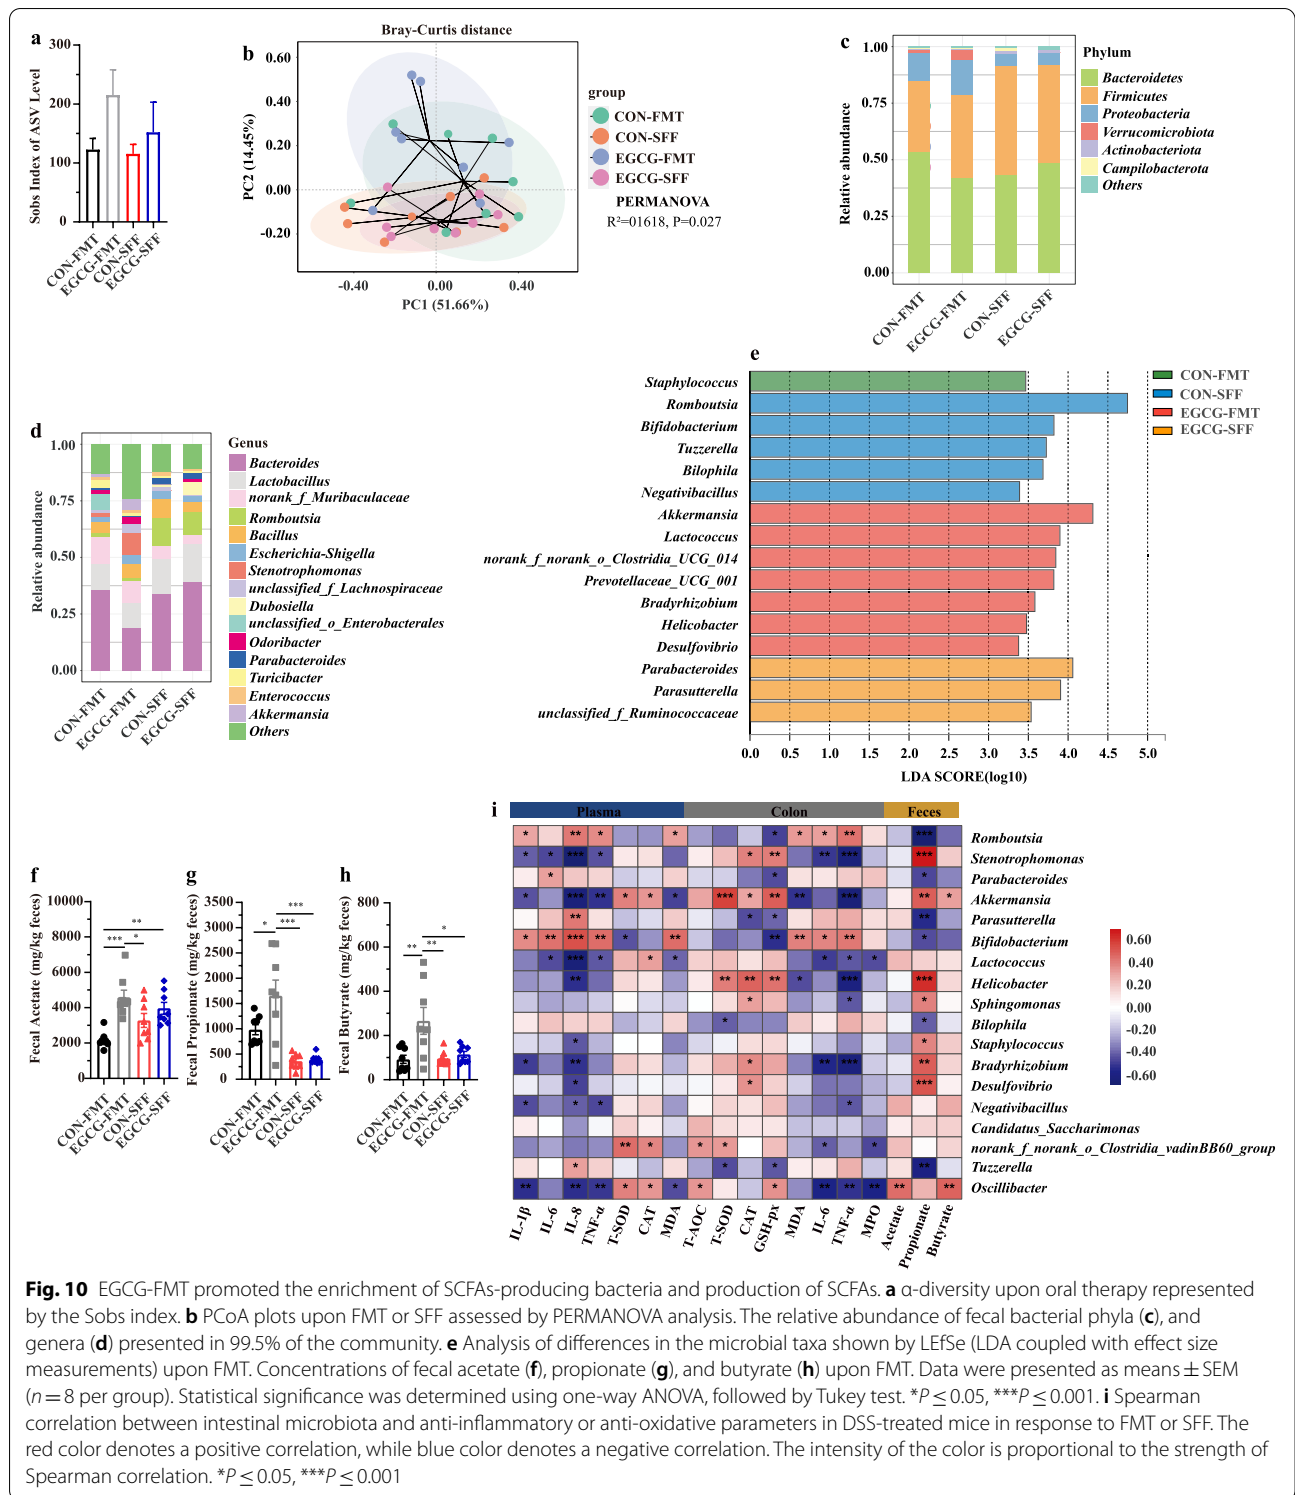 a
300
200
100
0
Sobs Index of ASV Level
CON-FMT
EGCG-FMT
CON-SFF
EGCG-SFF
b
Bray-Curtis distance
0.60
0.40
0.20
0.00
-0.20
PC2 (14.45%)
-0.40
0.00
0.40
PC1 (51.66%)
group
CON-FMT
CON-SFF
EGCG-FMT
EGCG-SFF
PERMANOVA
R²=01618, P=0.027
c
1.00
0.75
0.50
0.25
0.00
Relative abundance
CON-FMT
EGCG-FMT
CON-SFF
EGCG-SFF
Phylum
Bacteroidetes
Firmicutes
Proteobacteria
Verrucomicrobiota
Actinobacteriota
Campilobacterota
Others
d
1.00
0.75
0.50
0.25
0.00
Relative abundance
CON-FMT
EGCG-FMT
CON-SFF
EGCG-SFF
Genus
Bacteroides
Lactobacillus
norank_f_Muribaculaceae
Romboutsia
Bacillus
Escherichia-Shigella
Stenotrophomonas
unclassified_f_Lachnospiraceae
Dubosiella
unclassified_o_Enterobacterales
Odoribacter
Parabacteroides
Turicibacter
Enterococcus
Akkermansia
Others
e
Staphylococcus
Romboutsia
Bifidobacterium
Tuzzerella
Bilophila
Negativibacillus
Akkermansia
Lactococcus
norank_f_norank_o_Clostridia_UCG_014
Prevotellaceae_UCG_001
Bradyrhizobium
Helicobacter
Desulfovibrio
Parabacteroides
Parasutterella
unclassified_f_Ruminococcaceae
0.0 0.5 1.0 1.5 2.0 2.5 3.0 3.5 4.0 4.5 5.0
LDA SCORE(log10)
CON-FMT
CON-SFF
EGCG-FMT
EGCG-SFF
f
10000
8000
6000
4000
2000
0
Fecal Acetate (mg/kg feces)
**
*** *
CON-FMT
EGCG-FMT
CON-SFF
EGCG-SFF
g
3500
3000
2500
2000
1500
1000
500
0
Fecal Propionate (mg/kg feces)
***
* ***
CON-FMT
EGCG-FMT
CON-SFF
EGCG-SFF
h
800
600
400
200
0
Fecal Butyrate (mg/kg feces)
*
** **
CON-FMT
EGCG-FMT
CON-SFF
EGCG-SFF
i
Plasma Colon Feces
* ** * * * * * ** *** Romboutsia
* * *** * * ** ** *** *** Stenotrophomonas
* * * Parabacteroides
* *** ** * * * *** * ** ** *** ** * Akkermansia
** * * ** Parasutterella
* ** *** ** * ** ** ** * ** * Bifidobacterium
* *** * * * * * * Lactococcus
** ** ** ** * *** *** Helicobacter
* * * Sphingomonas
* * Bilophila
* * Staphylococcus
* ** * ** *** ** Bradyrhizobium
* * *** Desulfovibrio
* * * * Negativibacillus
Candidatus_Saccharimonas
** * * * * * norank_f_norank_o_Clostridia_vadinBB60_group
* * * ** Tuzzerella
** ** ** * * * * * ** ** ** ** ** Oscillibacter
IL-1β IL-6 IL-8 TNF-α T-SOD CAT MDA T-AOC T-SOD CAT GSH-px MDA IL-6 TNF-α MPO Acetate Propionate Butyrate
0.60
0.40
0.20
0.00
-0.20
-0.40
-0.60
Fig. 10 EGCG-FMT promoted the enrichment of SCFAs-producing bacteria and production of SCFAs. a α-diversity upon oral therapy represented
by the Sobs index. b PCoA plots upon FMT or SFF assessed by PERMANOVA analysis. The relative abundance of fecal bacterial phyla (c), and
genera (d) presented in 99.5% of the community. e Analysis of differences in the microbial taxa shown by LEfSe (LDA coupled with effect size
measurements) upon FMT. Concentrations of fecal acetate (f), propionate (g), and butyrate (h) upon FMT. Data were presented as means ± SEM
(n = 8 per group). Statistical significance was determined using one-way ANOVA, followed by Tukey test. *P ≤ 0.05, ***P ≤ 0.001. i Spearman
correlation between intestinal microbiota and anti-inflammatory or anti-oxidative parameters in DSS-treated mice in response to FMT or SFF. The
red color denotes a positive correlation, while blue color denotes a negative correlation. The intensity of the color is proportional to the strength of
Spearman correlation. *P ≤ 0.05, ***P ≤ 0.001